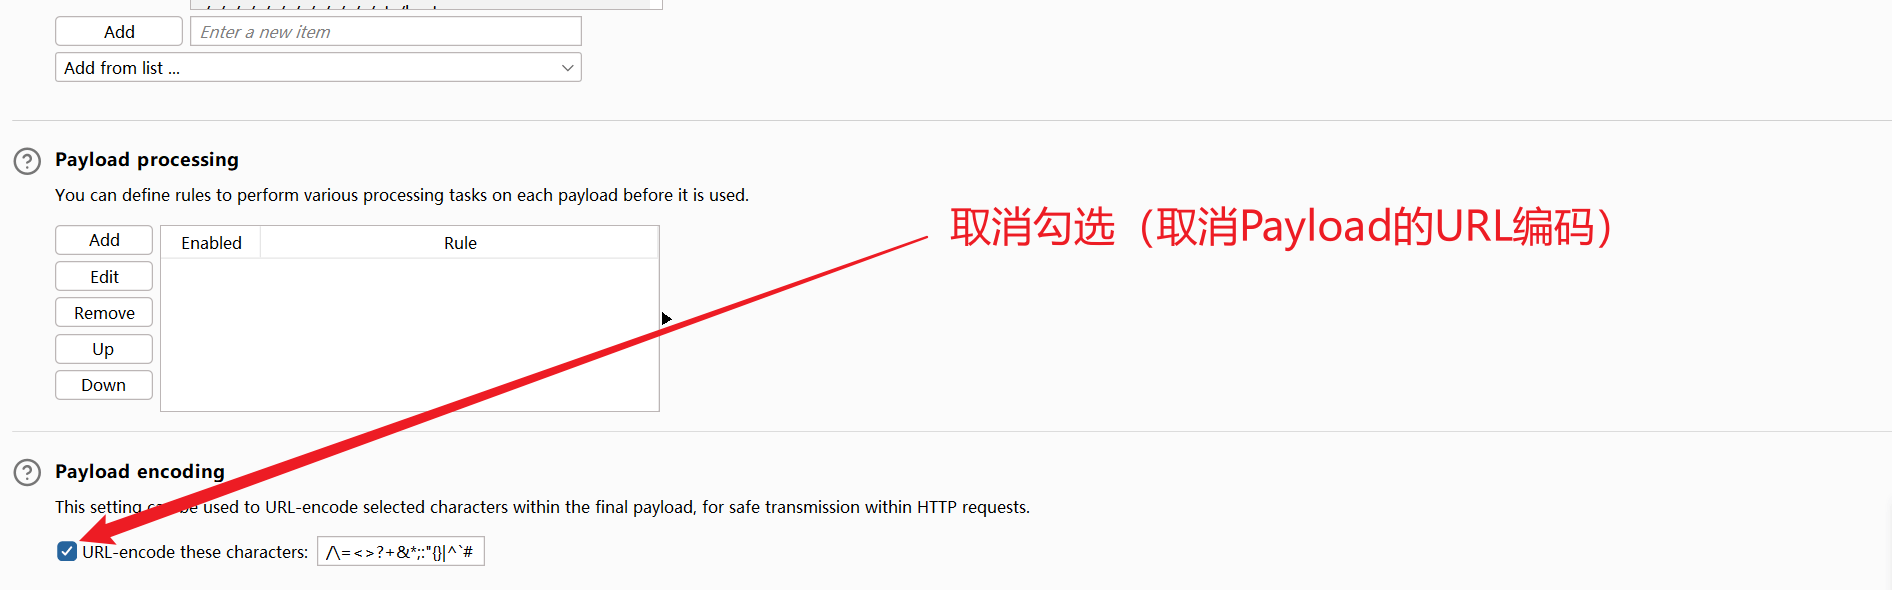 Add
Enter a new item
Add from list ...
Payload processing
You can define rules to perform various processing tasks on each payload before it is used.
取消勾选（取消Payload的URL编码）
Add
Enabled
Rule
Edit
Remove
Up
Down
Payload encoding
This setting can be used to URL-encode selected characters within the final payload, for safe transmission within HTTP requests.
URL-encode these characters:
/\=<>?+&*;:"{}|^`#